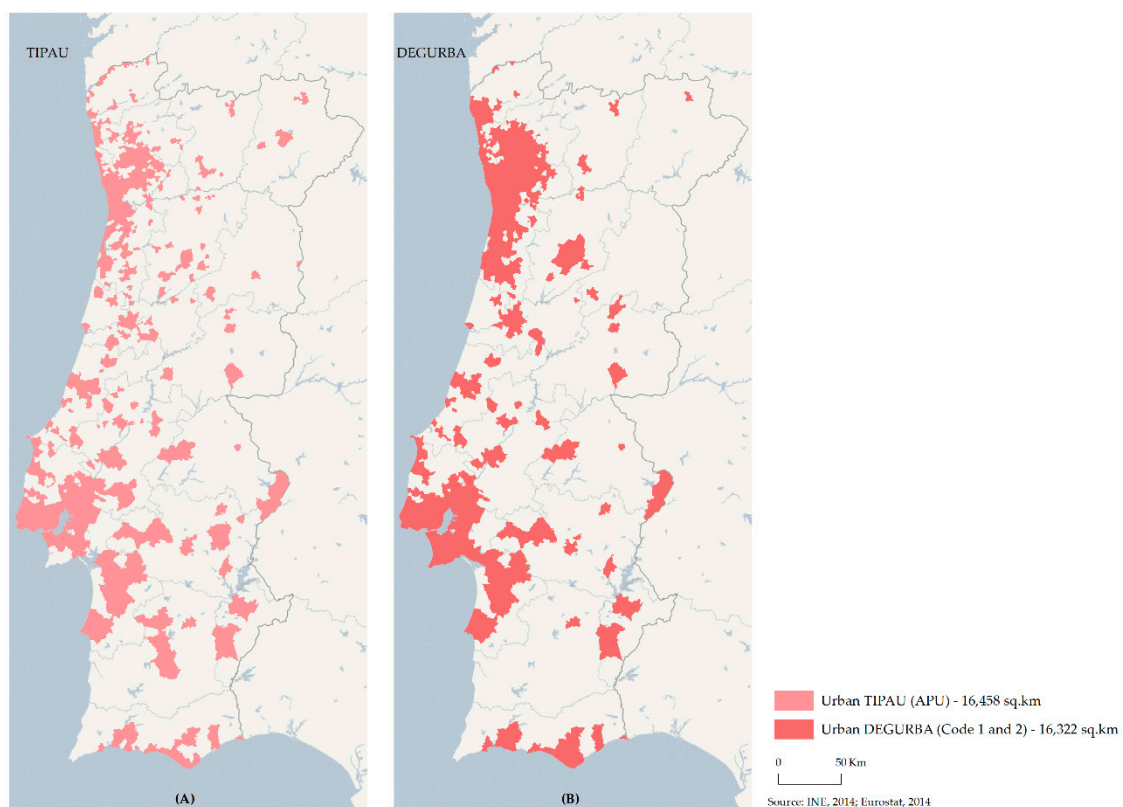 TIPAU
DEGURBA
Urban TIPAU (APU) - 16,458 sq.km
Urban DEGURBA (Code 1 and 2) - 16,322 sq.km
0 50 Km
Source: INE, 2014; Eurostat, 2014
(A)
(B)